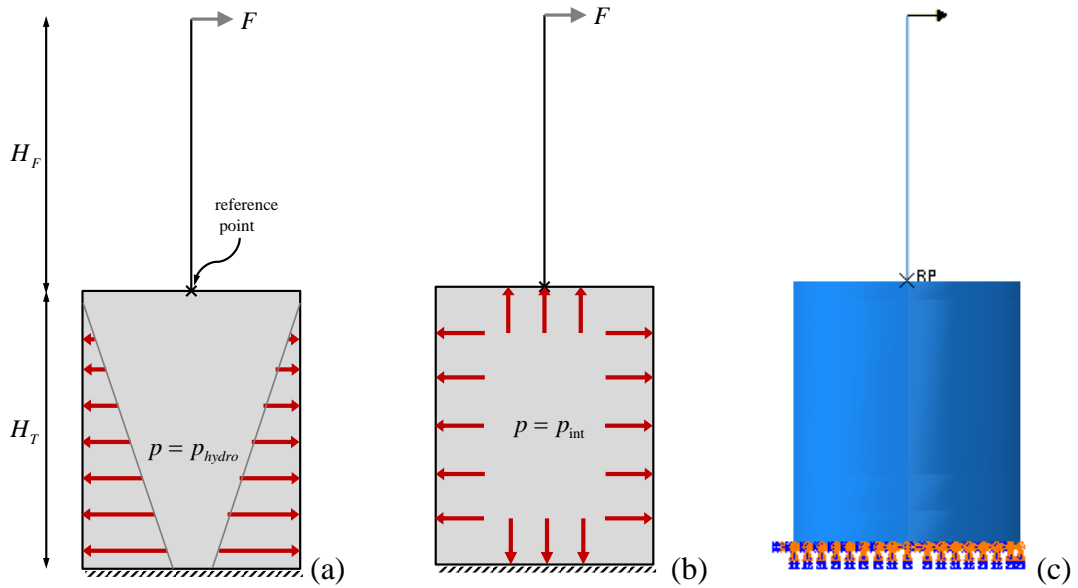 F
H_F
reference
point
H_T
p = p_hydro
(a)
F
p = p_int
(b)
RP
(c)